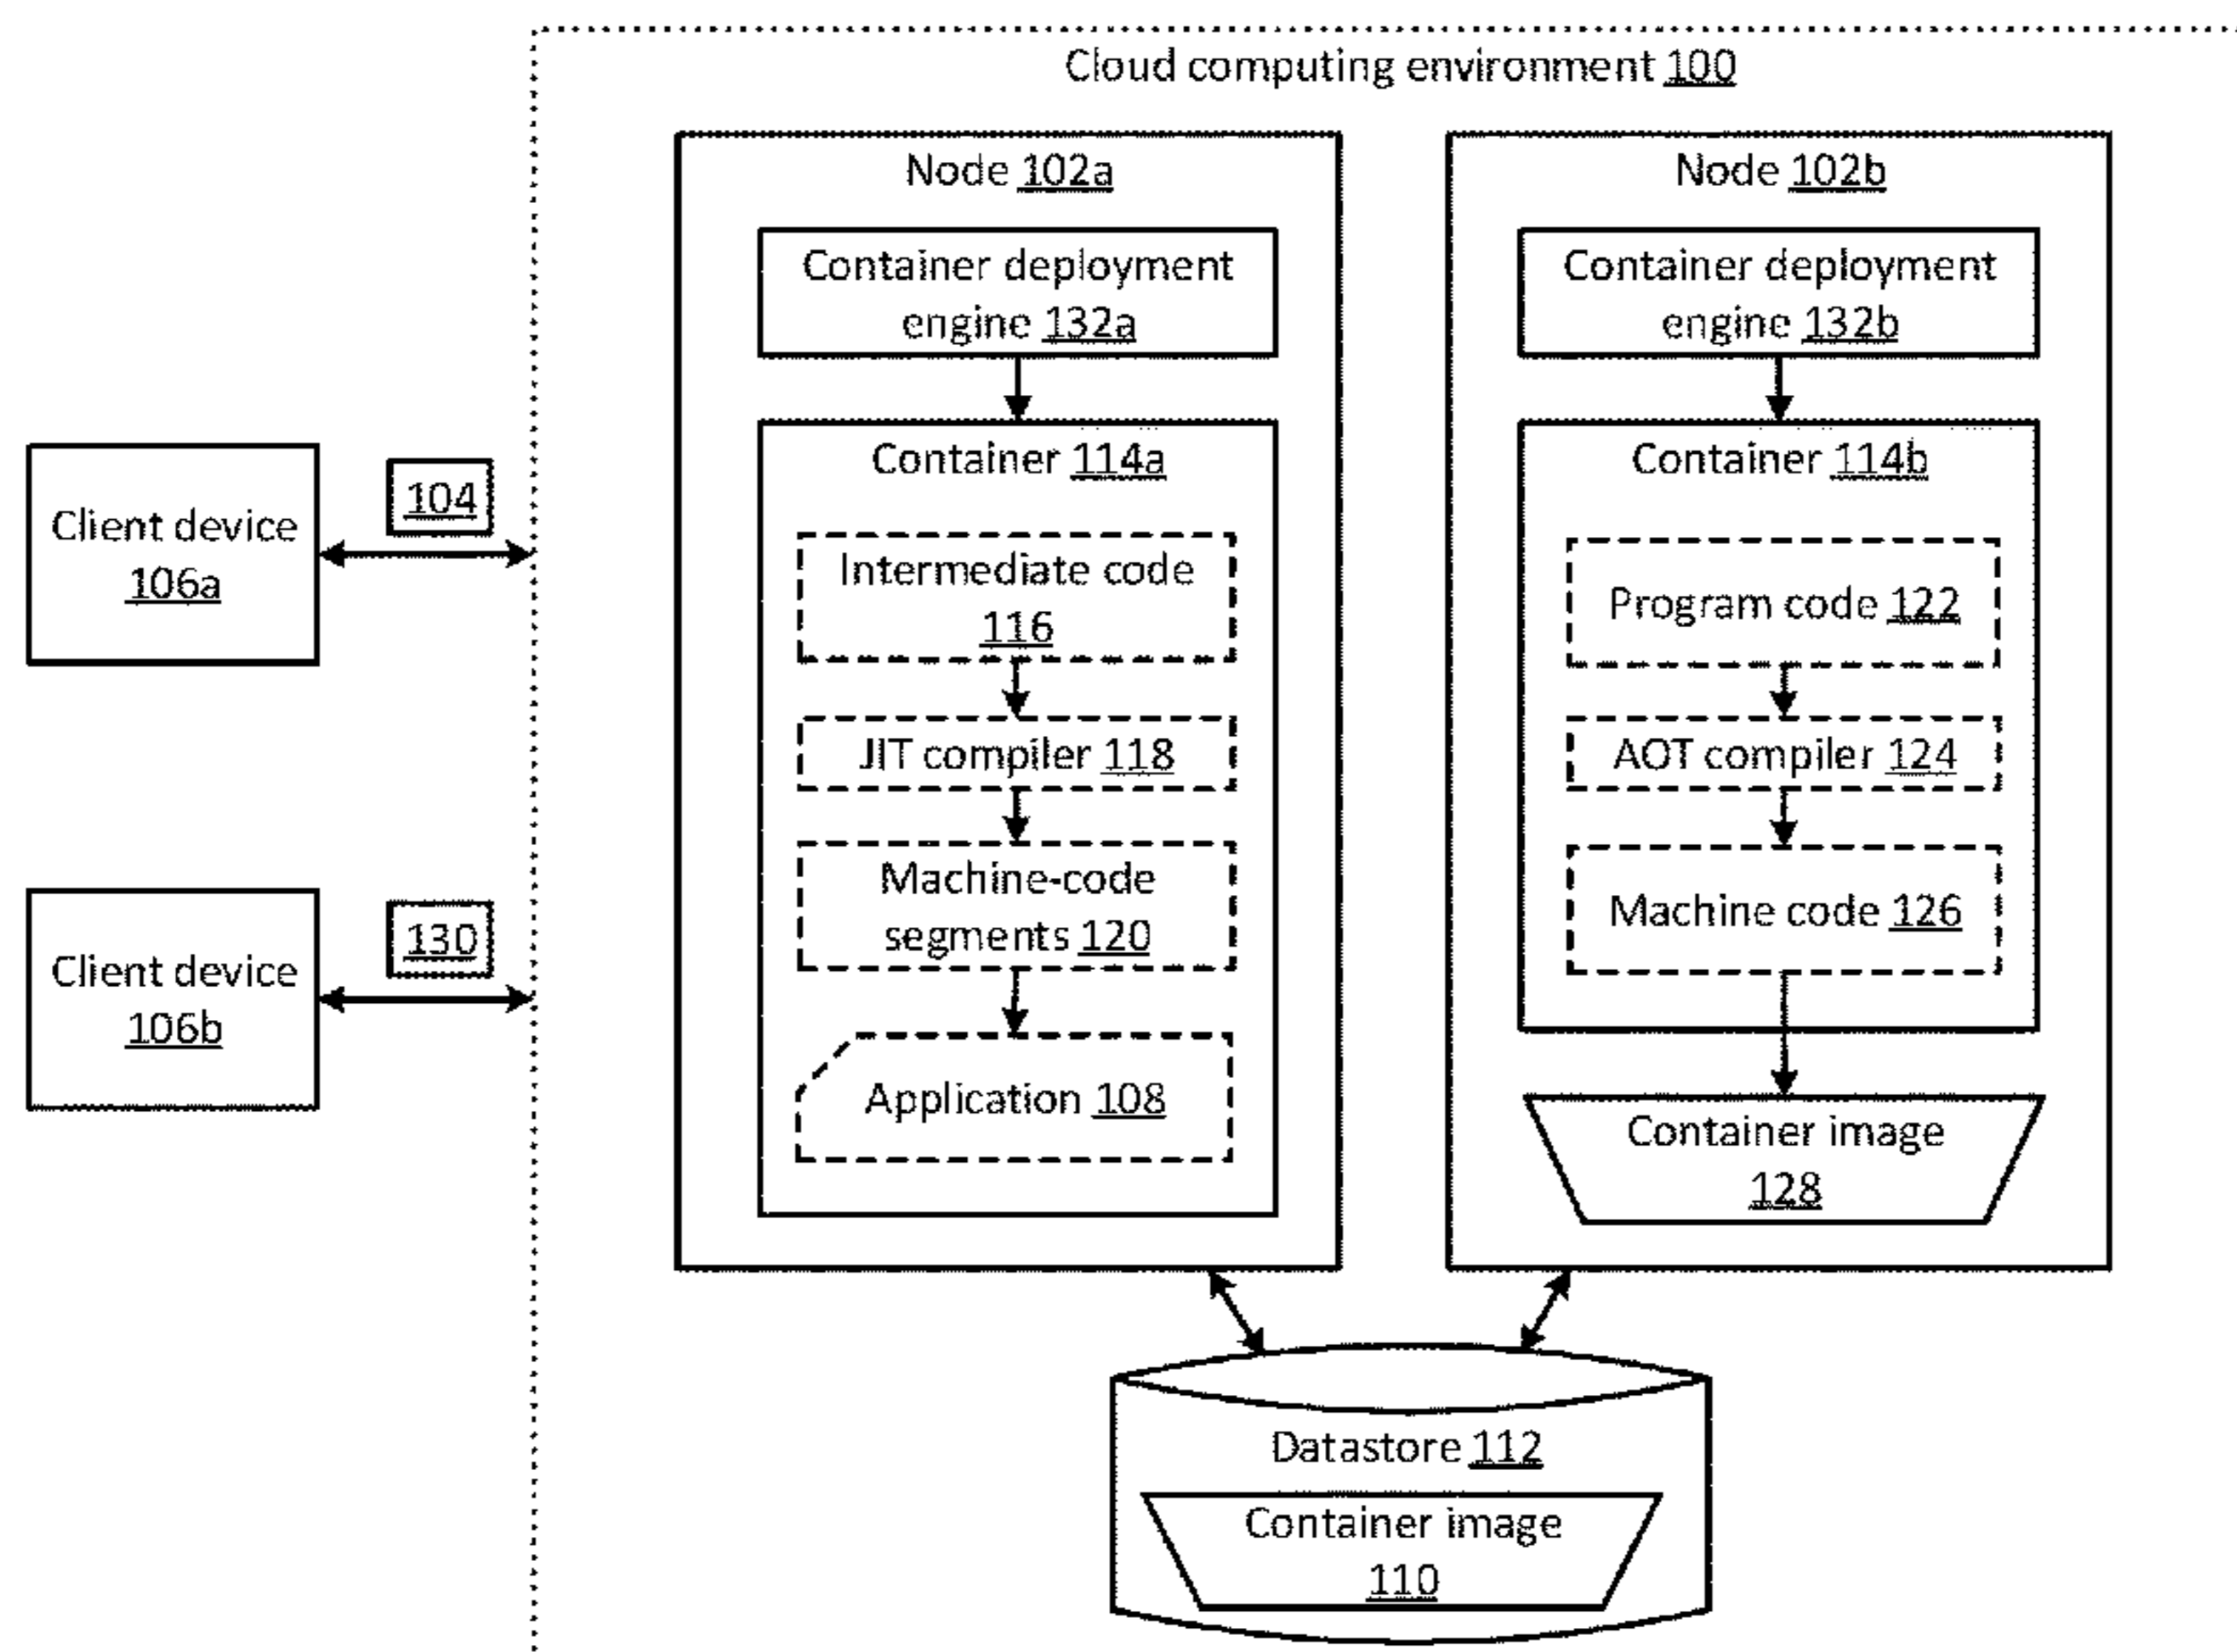 Cloud computing environment 100
Client device
106a
104
Client device
106b
130
Node 102a
Container deployment
engine 132a
Container 114a
Intermediate code
116
JIT compiler 118
Machine-code
segments 120
Application 108
Node 102b
Container deployment
engine 132b
Container 114b
Program code 122
AOT compiler 124
Machine code 126
Container image
128
Datastore 112
Container image
110